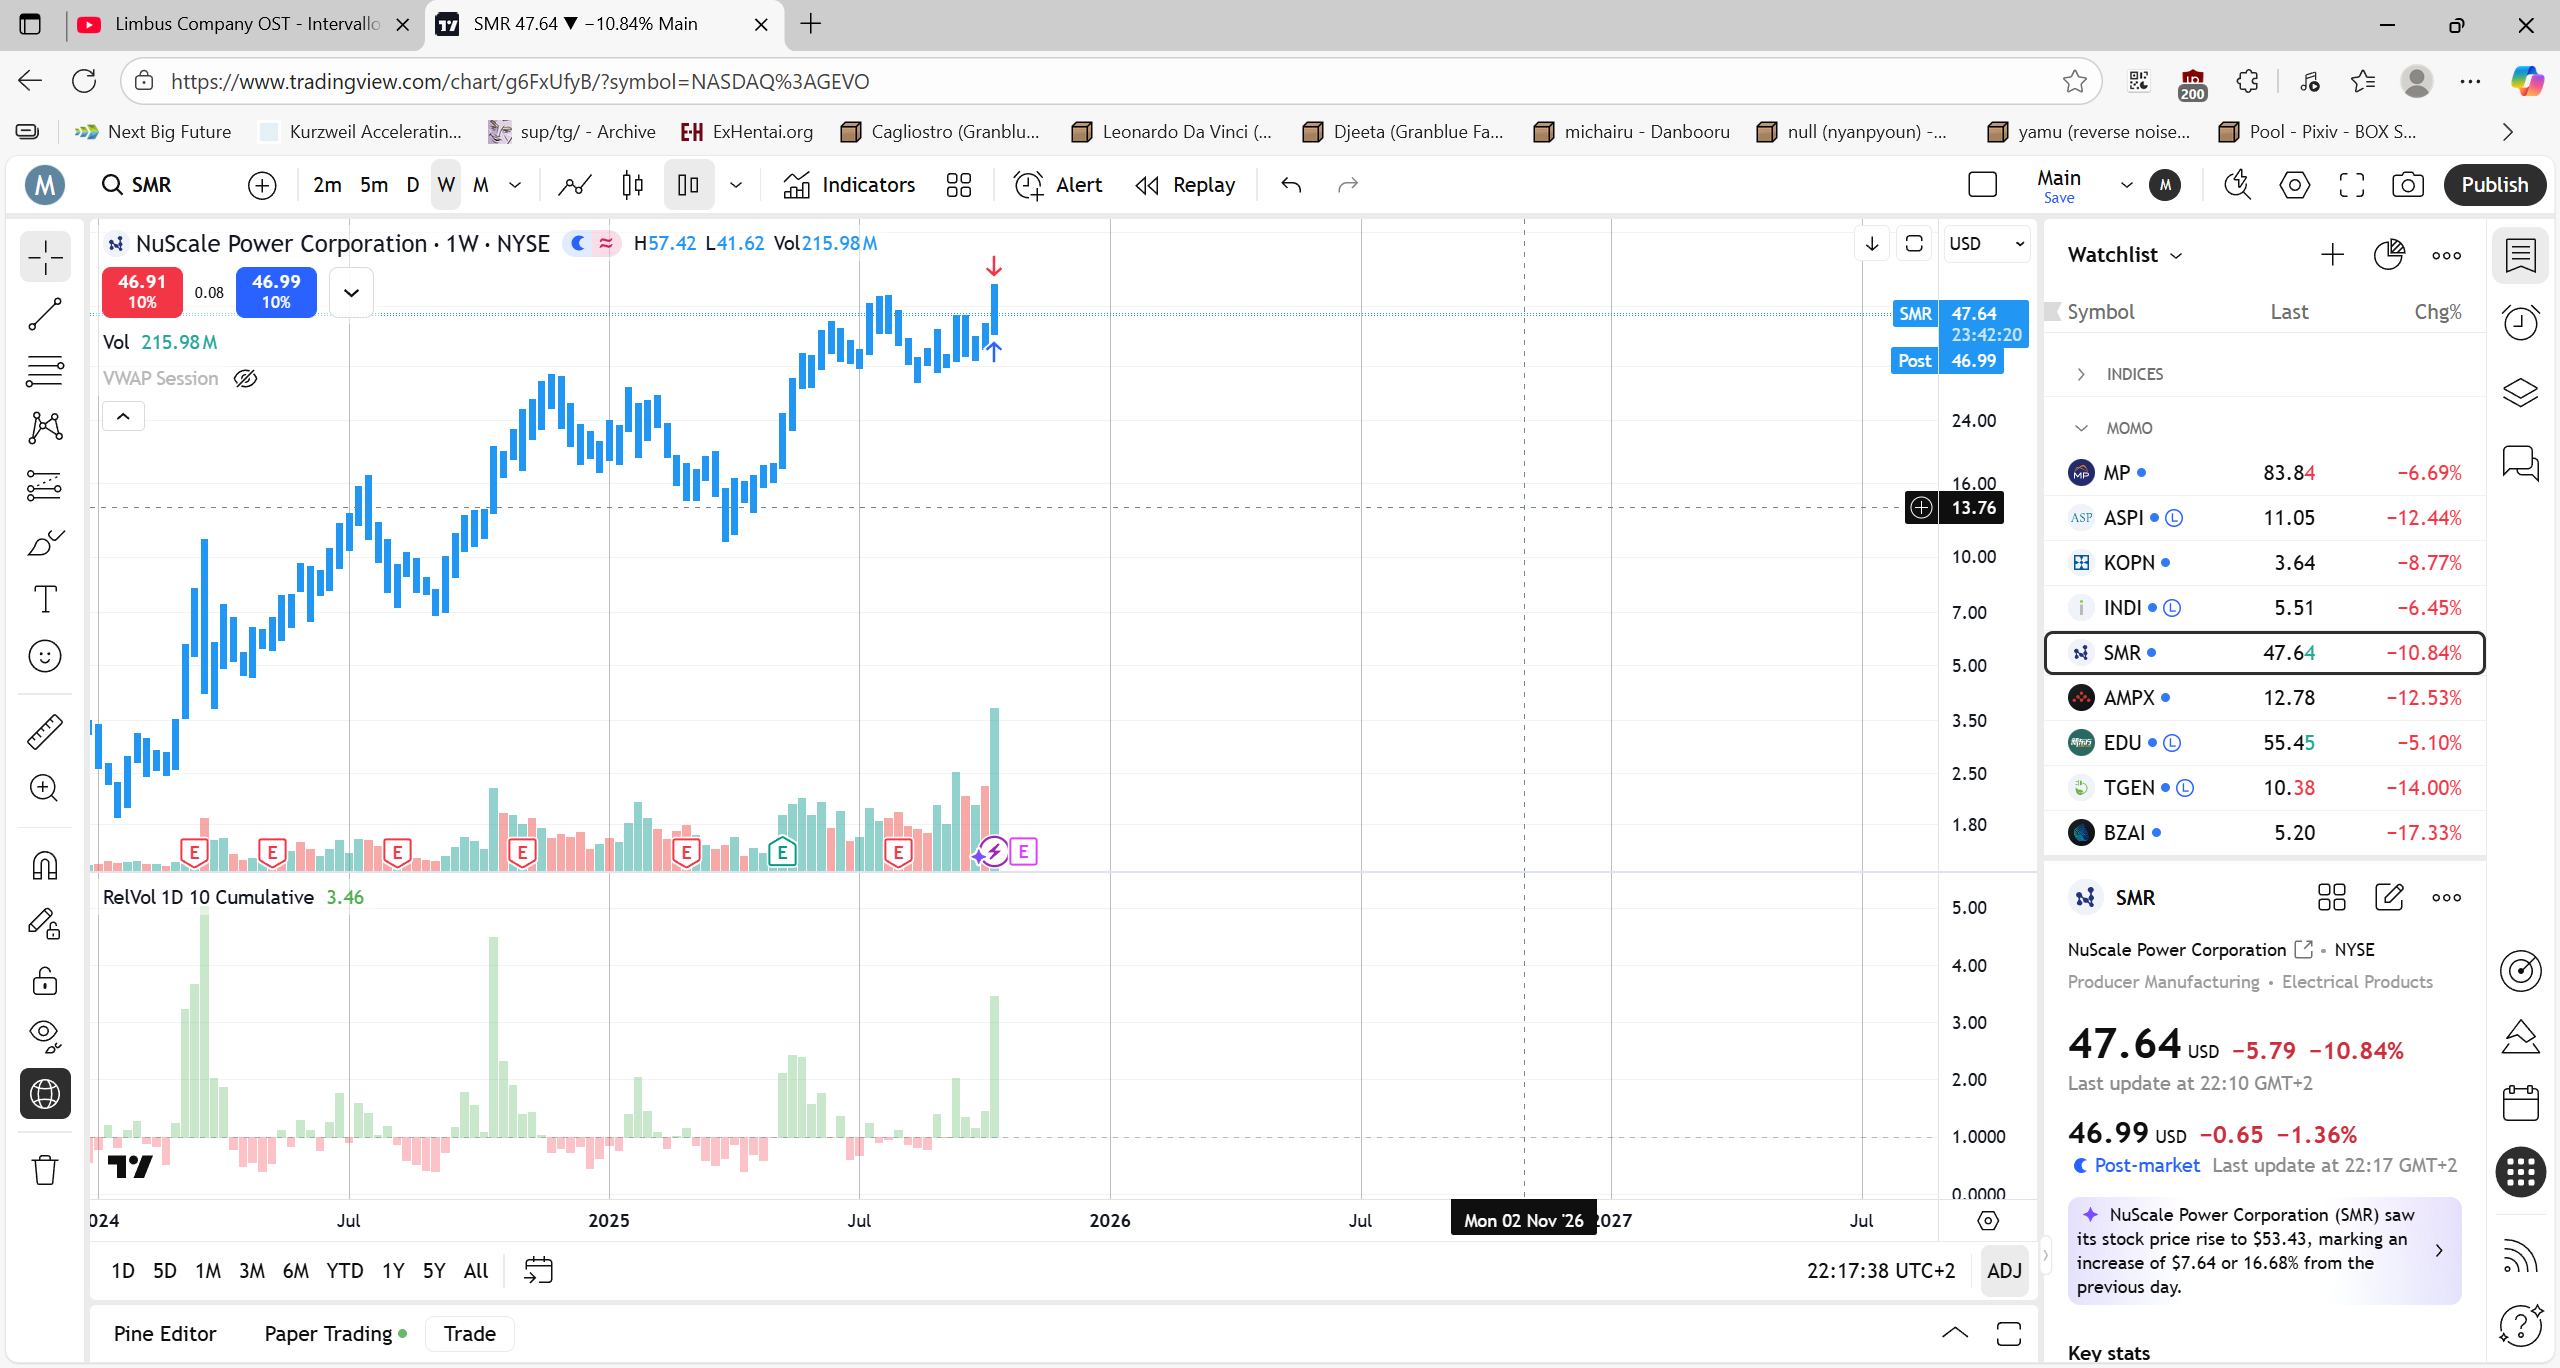 Limbus Company OST - Intervallo
SMR 47.64 ▼ −10.84% Main
https://www.tradingview.com/chart/g6FxUfyB/?symbol=NASDAQ%3AGEVO
200
Next Big Future
Kurzweil Acceleratin...
sup/tg/ - Archive
E-H ExHentai.org
Cagliostro (Granblu...
Leonardo Da Vinci (...
Djeeta (Granblue Fa...
michairu - Danbooru
null (nyanpyoun) -...
yamu (reverse noise...
Pool - Pixiv - BOX S...
M
SMR
2m 5m D W M
Indicators
Alert
Replay
Main
Save
M
Publish
NuScale Power Corporation · 1W · NYSE
H57.42 L41.62 Vol215.98M
46.91
10%
0.08
46.99
10%
Vol 215.98M
VWAP Session
USD
SMR 47.64
23:42:20
Post 46.99
24.00
16.00
13.76
10.00
7.00
5.00
3.50
2.50
1.80
E E E E E E E E
RelVol 1D 10 Cumulative 3.46
5.00
4.00
3.00
2.00
1.0000
0.0000
024 Jul 2025 Jul 2026 Jul Mon 02 Nov '26 2027 Jul
1D 5D 1M 3M 6M YTD 1Y 5Y All
22:17:38 UTC+2 ADJ
Pine Editor
Paper Trading
Trade
Watchlist
Symbol Last Chg%
INDICES
MOMO
MP 83.84 −6.69%
ASP ASPI L 11.05 −12.44%
KOPN 3.64 −8.77%
INDI L 5.51 −6.45%
SMR 47.64 −10.84%
AMPX 12.78 −12.53%
EDU L 55.45 −5.10%
TGEN L 10.38 −14.00%
BZAI 5.20 −17.33%
SMR
NuScale Power Corporation • NYSE
Producer Manufacturing • Electrical Products
47.64 USD −5.79 −10.84%
Last update at 22:10 GMT+2
46.99 USD −0.65 −1.36%
Post-market Last update at 22:17 GMT+2
NuScale Power Corporation (SMR) saw
its stock price rise to $53.43, marking an
increase of $7.64 or 16.68% from the
previous day.
Key stats